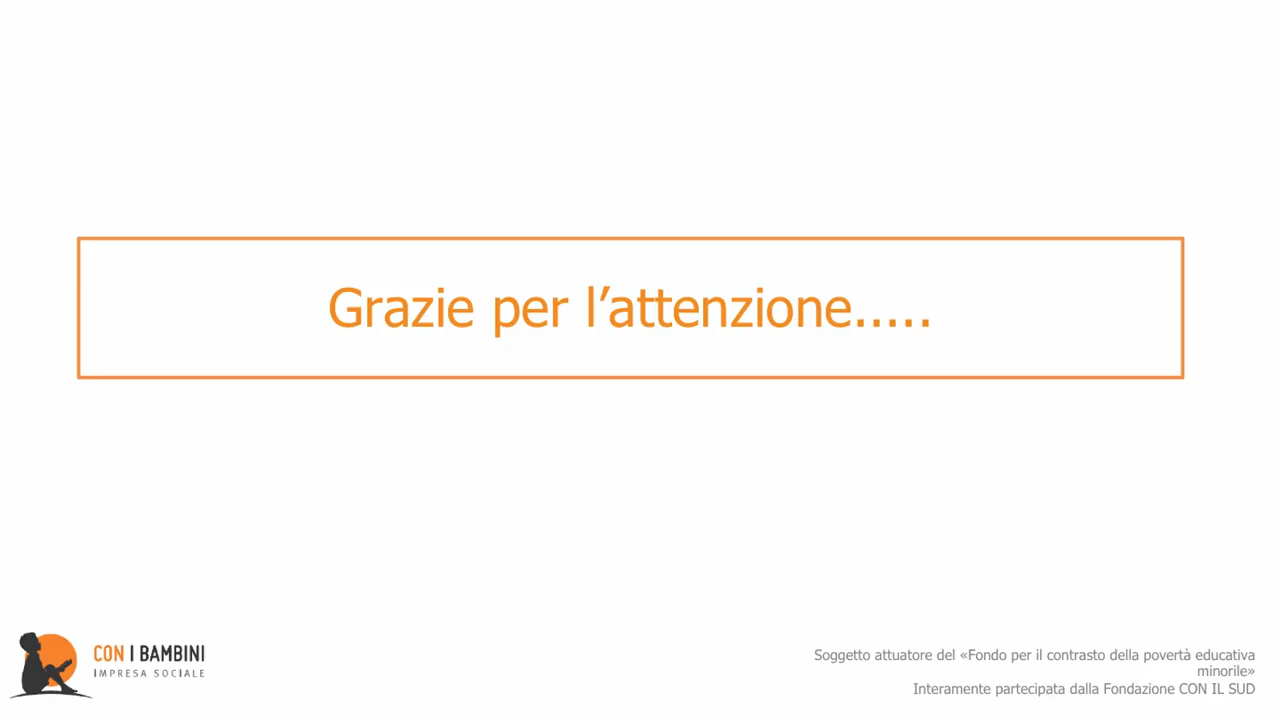 Grazie per l’attenzione.....
CON I BAMBINI
IMPRESA SOCIALE
Soggetto attuatore del «Fondo per il contrasto della povertà educativa
minorile»
Interamente partecipata dalla Fondazione CON IL SUD